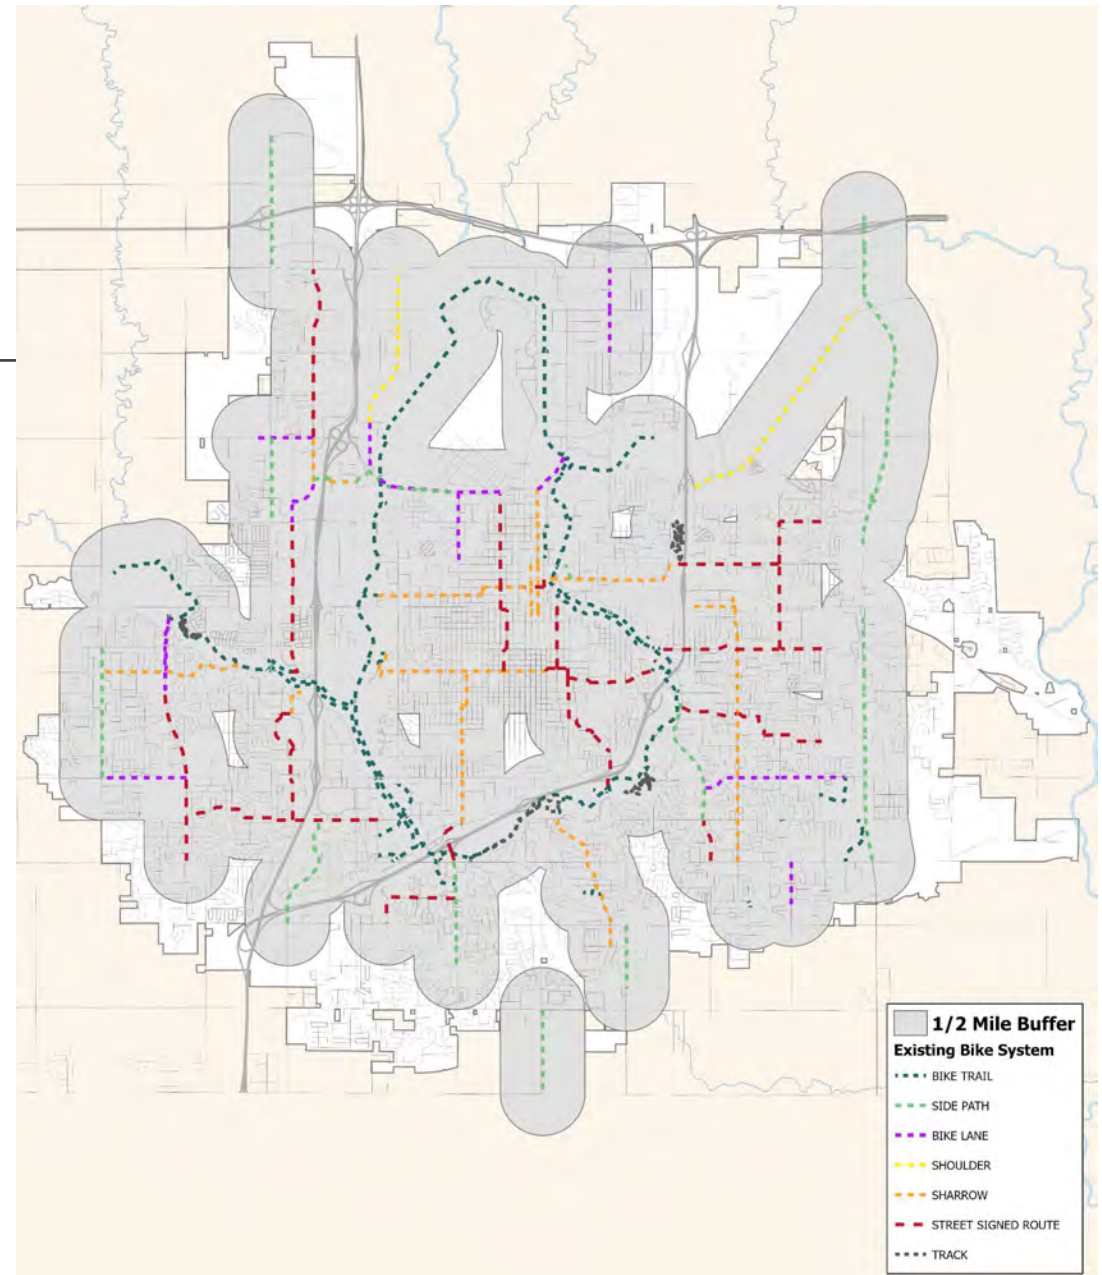 1/2 Mile Buffer
Existing Bike System
BIKE TRAIL
SIDE PATH
BIKE LANE
SHOULDER
SHARROW
STREET SIGNED ROUTE
TRACK